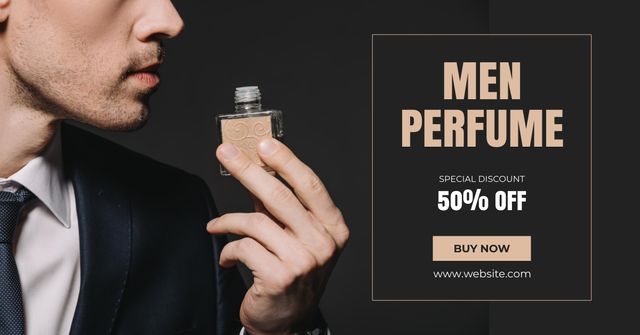 MEN
PERFUME
SPECIAL DISCOUNT
50% OFF
BUY NOW
www.website.com